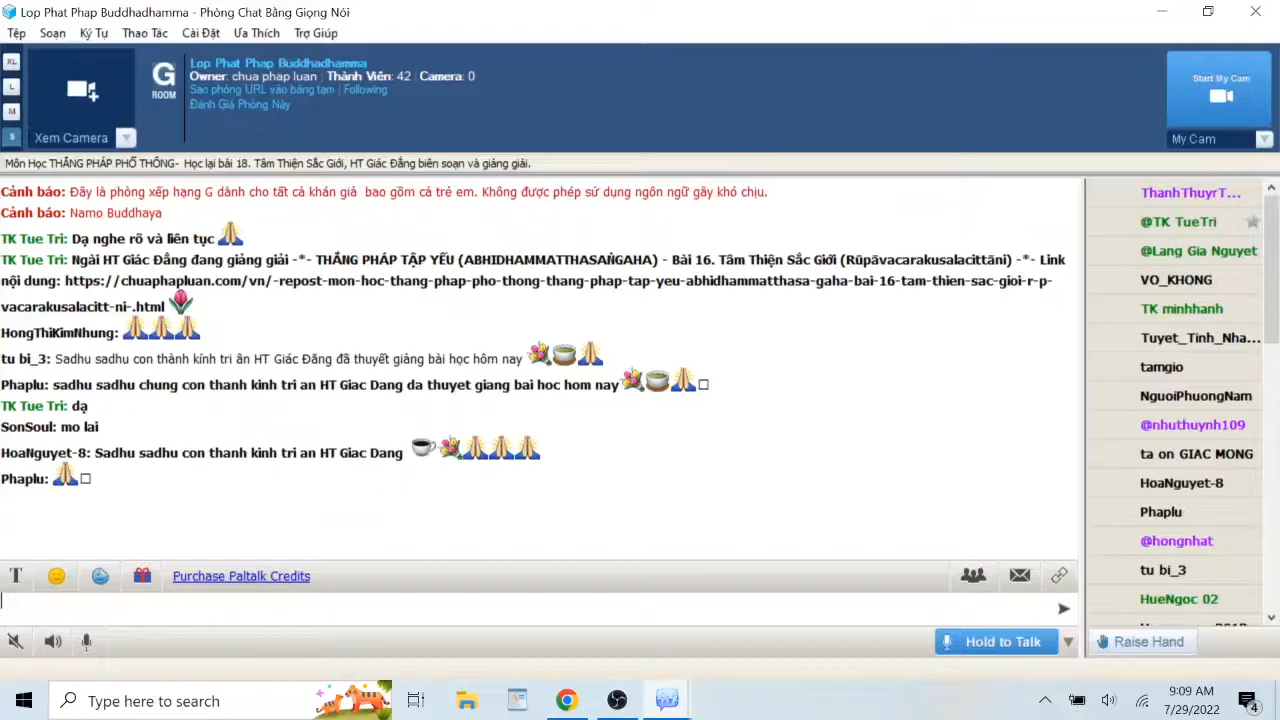 Lop Phat Phap Buddhadhamma - Phòng Chat Bằng Giọng Nói
Tệp Soạn Ký Tự Thao Tác Cài Đặt Ưa Thích Trợ Giúp
XL
L
M
S
Xem Camera
G
ROOM
Lop Phat Phap Buddhadhamma
Owner: chua phap luan | Thành Viên: 42 | Camera: 0
Sao phòng URL vào bảng tạm | Following
Đánh Giá Phòng Này
Start My Cam
My Cam
Môn Học THẮNG PHÁP PHỔ THÔNG- Học lại bài 18. Tâm Thiện Sắc Giới, HT Giác Đẳng biên soạn và giảng giải.
Cảnh báo: Đây là phòng xếp hạng G dành cho tất cả khán giả bao gồm cả trẻ em. Không được phép sử dụng ngôn ngữ gây khó chịu.
Cảnh báo: Namo Buddhaya
TK Tue Tri: Dạ nghe rõ và liên tục
TK Tue Tri: Ngài HT Giác Đẳng đang giảng giải -*- THẮNG PHÁP TẬP YẾU (ABHIDHAMMATTHASAṄGAHA) - Bài 16. Tâm Thiện Sắc Giới (Rūpāvacarakusalacittāni) -*- Link
nội dung: https://chuaphapluan.com/vn/-repost-mon-hoc-thang-phap-pho-thong-thang-phap-tap-yeu-abhidhammatthasa-gaha-bai-16-tam-thien-sac-gioi-r-p-
vacarakusalacitt-ni-.html
HongThiKimNhung:
tu bi_3: Sadhu sadhu con thành kính tri ân HT Giác Đăng đã thuyết giảng bài học hôm nay
Phaplu: sadhu sadhu chung con thanh kinh tri an HT Giac Dang da thuyet giang bai hoc hom nay
TK Tue Tri: dạ
SonSoul: mo lai
HoaNguyet-8: Sadhu sadhu con thanh kinh tri an HT Giac Dang
Phaplu:
ThanhThuyrT...
@TK TueTri
@Lang Gia Nguyet
VO_KHONG
TK minhhanh
Tuyet_Tinh_Nha...
tamgio
NguoiPhuongNam
@nhuthuynh109
ta on GIAC MONG
HoaNguyet-8
Phaplu
@hongnhat
tu bi_3
HueNgoc 02
T
Purchase Paltalk Credits
Hold to Talk
Raise Hand
Type here to search
9:09 AM
7/29/2022
4